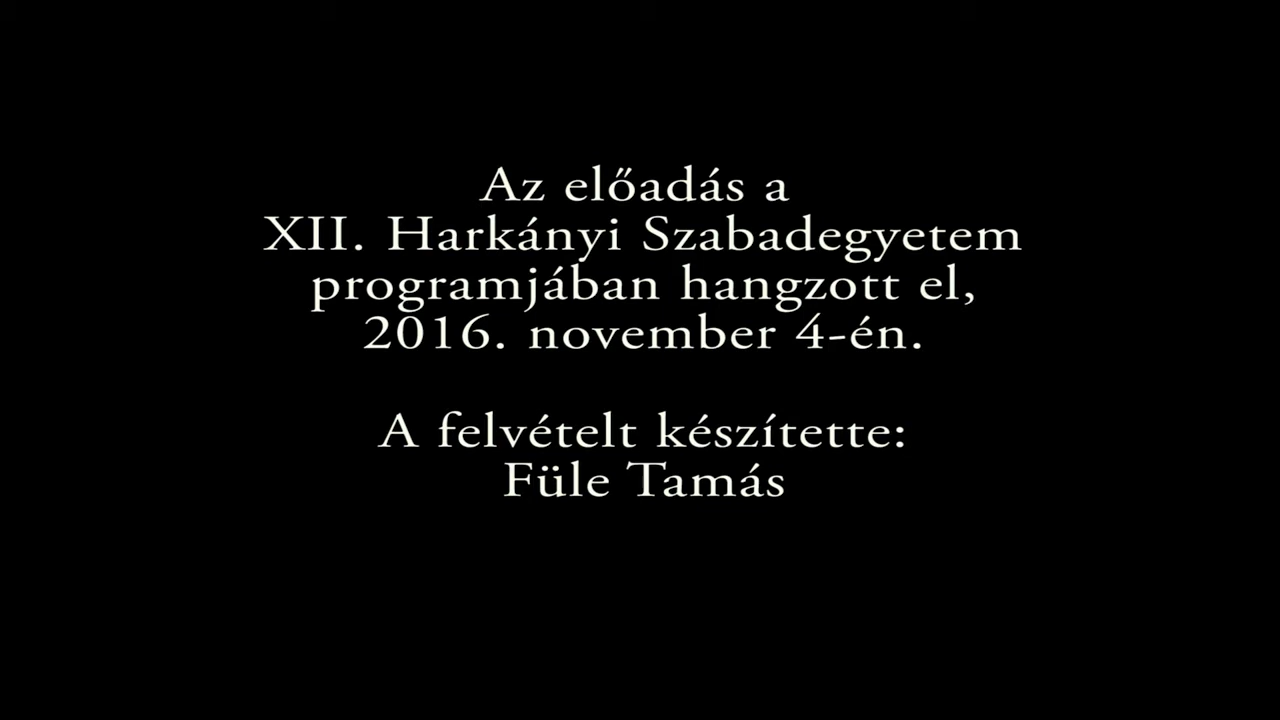 Az előadás a
XII. Harkányi Szabadegyetem
programjában hangzott el,
2016. november 4-én.
A felvételt készítette:
Füle Tamás